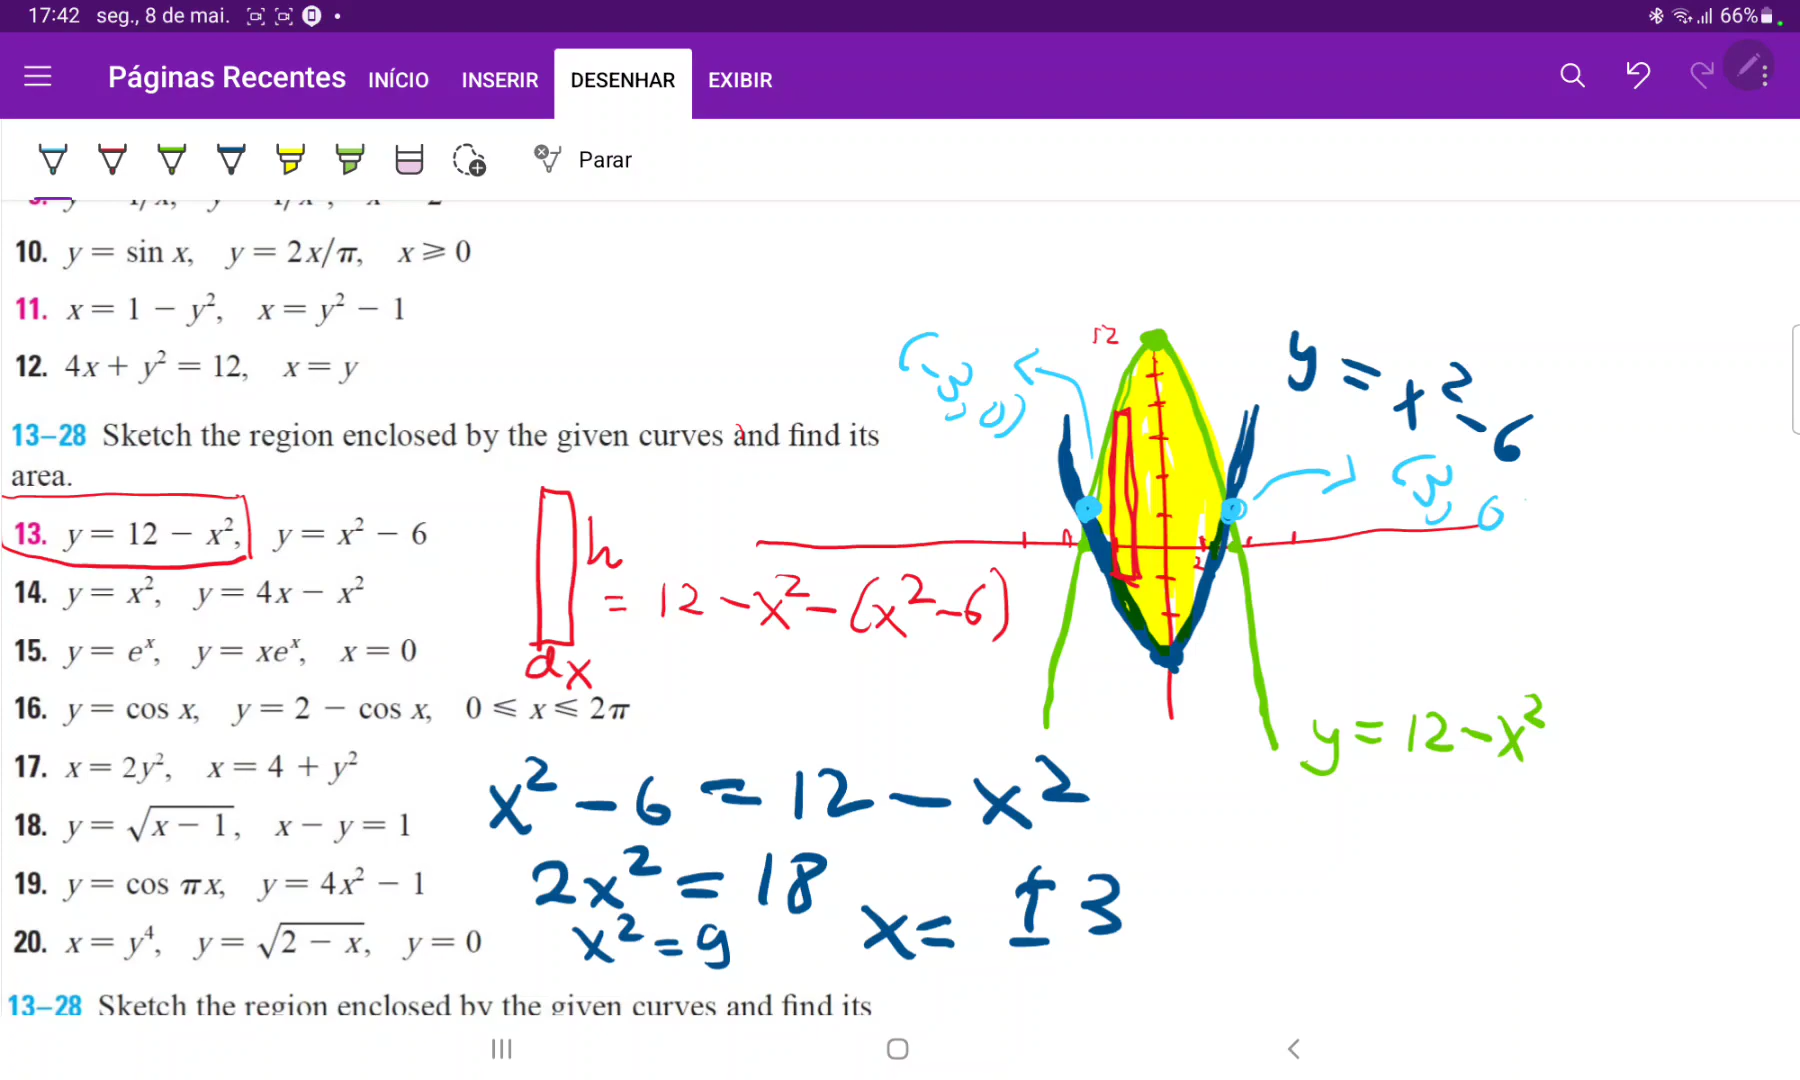 17:42 seg., 8 de mai.
66%
Páginas Recentes INÍCIO INSERIR DESENHAR EXIBIR
Parar
10. y = sin x, y = 2x/π, x ⩾ 0
11. x = 1 − y², x = y² − 1
12. 4x + y² = 12, x = y
13–28 Sketch the region enclosed by the given curves and find its
area.
13. y = 12 − x², y = x² − 6
14. y = x², y = 4x − x²
15. y = eˣ, y = xeˣ, x = 0
16. y = cos x, y = 2 − cos x, 0 ⩽ x ⩽ 2π
17. x = 2y², x = 4 + y²
18. y = √(x − 1), x − y = 1
19. y = cos πx, y = 4x² − 1
20. x = y⁴, y = √(2 − x), y = 0
13–28 Sketch the region enclosed by the given curves and find its
h
= 12 − x² − (x² − 6)
dx
12
(−3, 0)
y = x² − 6
(3, 0
2
y = 12 − x²
x² − 6 = 12 − x²
2x² = 18
x² = 9
x = ± 3